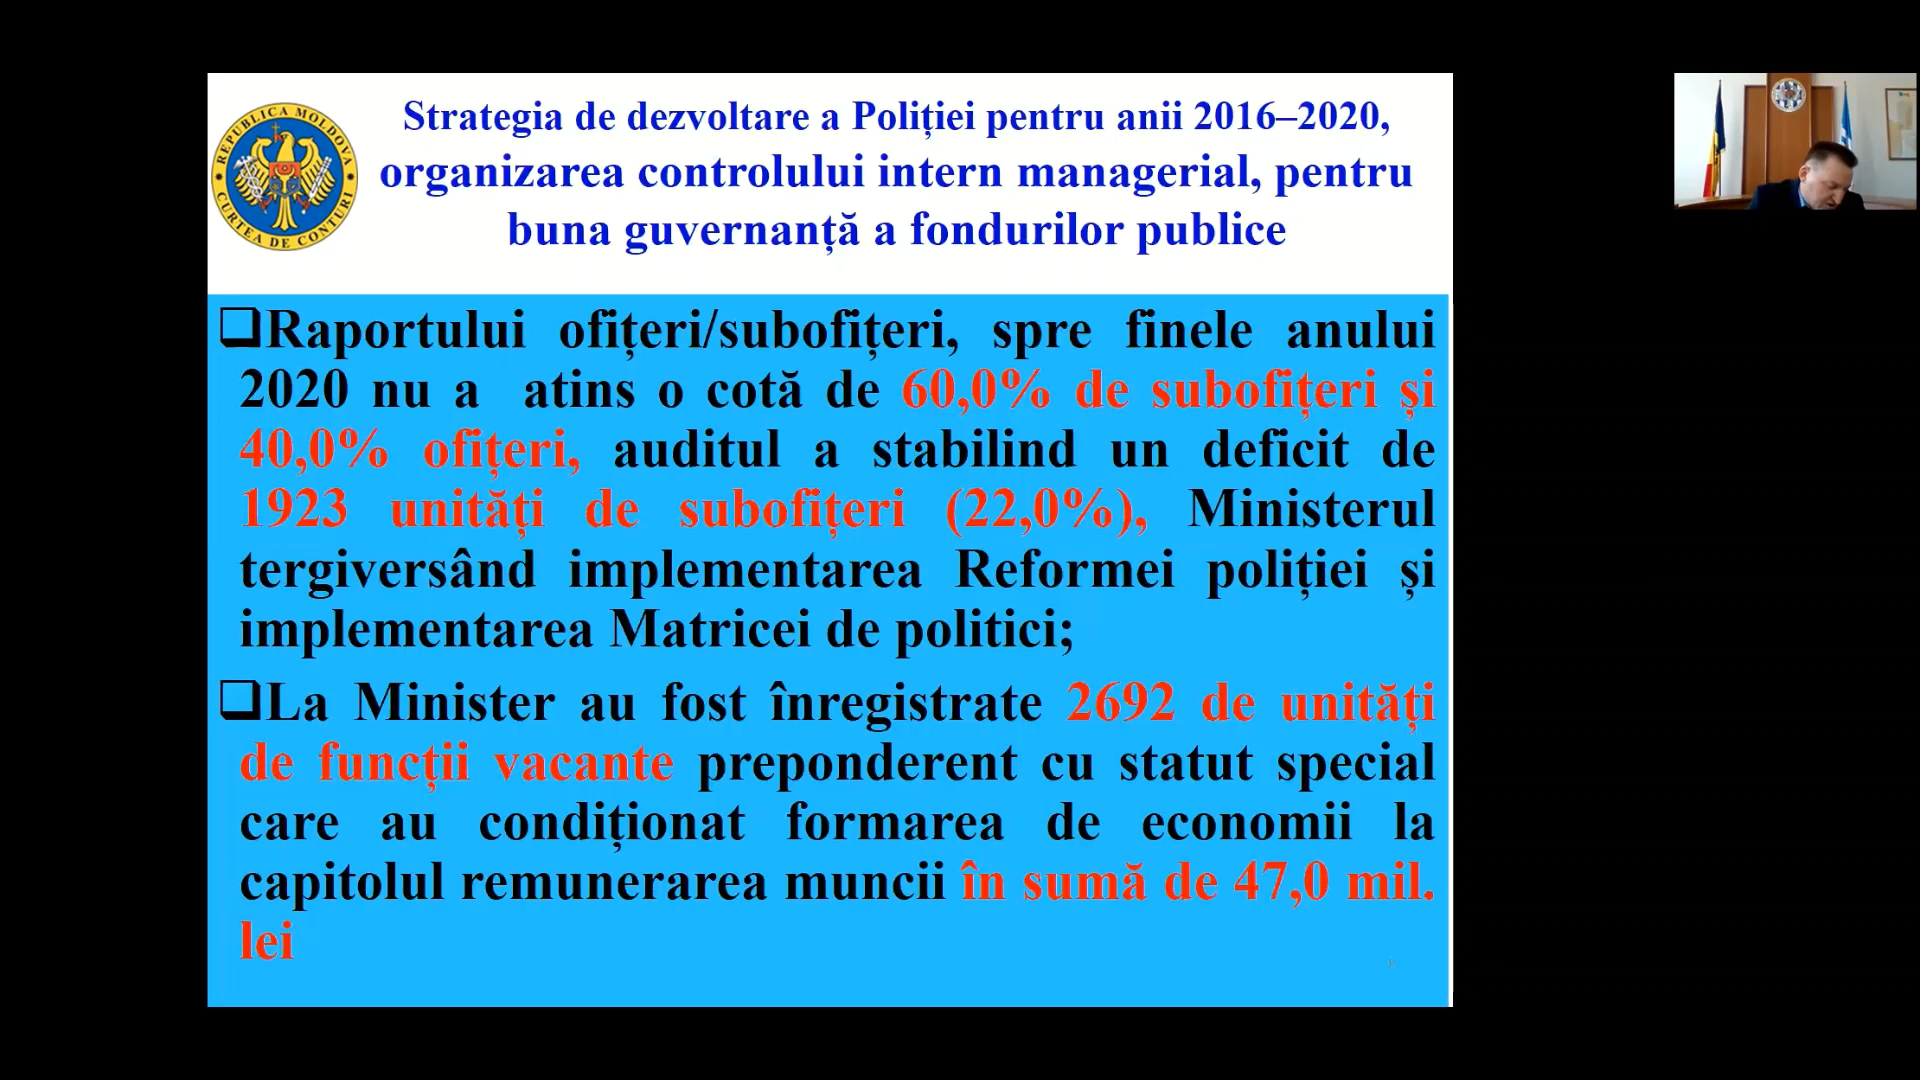 REPUBLICA MOLDOVA
CURTEA DE CONTURI
Strategia de dezvoltare a Poliției pentru anii 2016–2020,
organizarea controlului intern managerial, pentru
buna guvernanță a fondurilor publice
❑Raportului ofițeri/subofițeri, spre finele anului
2020 nu a atins o cotă de 60,0% de subofițeri și
40,0% ofițeri, auditul a stabilind un deficit de
1923 unități de subofițeri (22,0%), Ministerul
tergiversând implementarea Reformei poliției și
implementarea Matricei de politici;
❑La Minister au fost înregistrate 2692 de unități
de funcții vacante preponderent cu statut special
care au condiționat formarea de economii la
capitolul remunerarea muncii în sumă de 47,0 mil.
lei